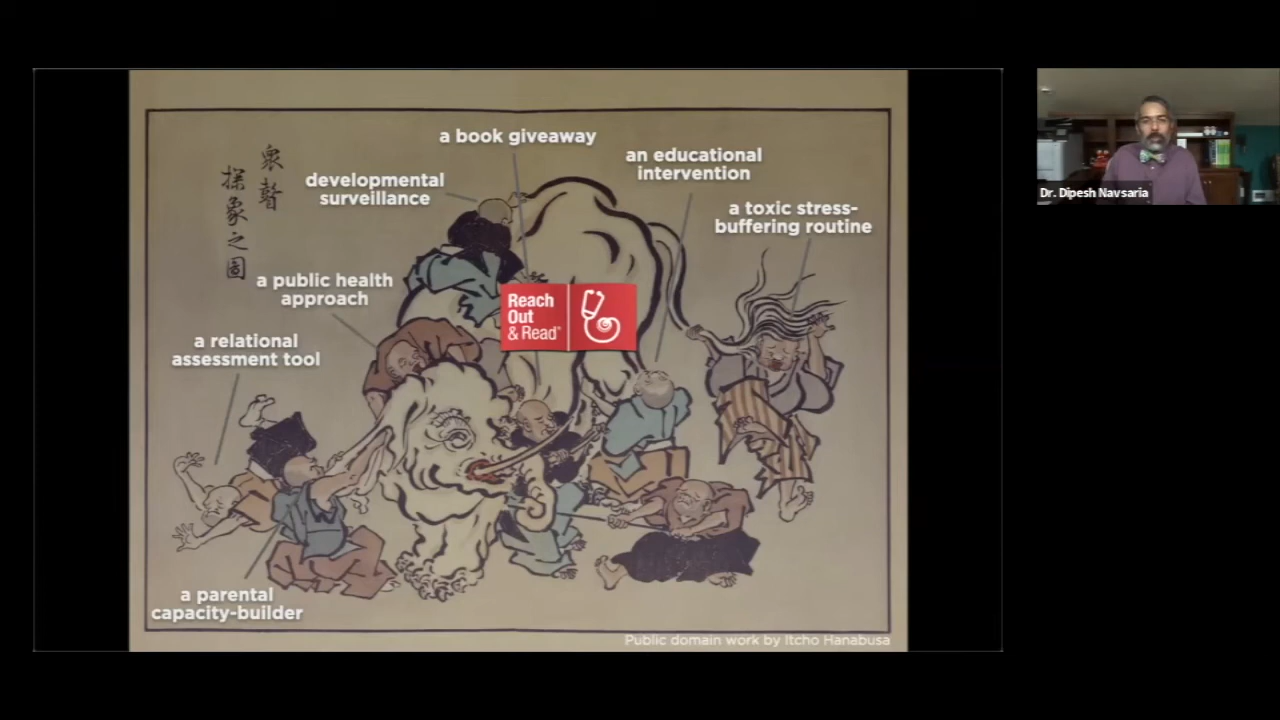 a book giveaway
an educational
intervention
developmental
surveillance
a toxic stress-
buffering routine
衆瞽
探象之圖
a public health
approach
a relational
assessment tool
Reach
Out
& Read®
a parental
capacity-builder
Public domain work by Itcho Hanabusa
Dr. Dipesh Navsaria